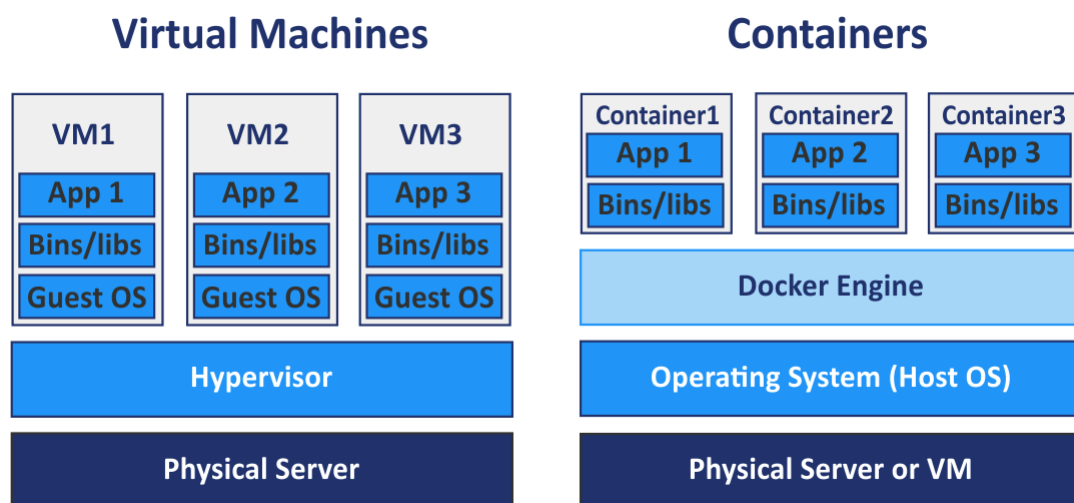 Virtual Machines
VM1
App 1
Bins/libs
Guest OS
VM2
App 2
Bins/libs
Guest OS
VM3
App 3
Bins/libs
Guest OS
Hypervisor
Physical Server
Containers
Container1
App 1
Bins/libs
Container2
App 2
Bins/libs
Container3
App 3
Bins/libs
Docker Engine
Operating System (Host OS)
Physical Server or VM